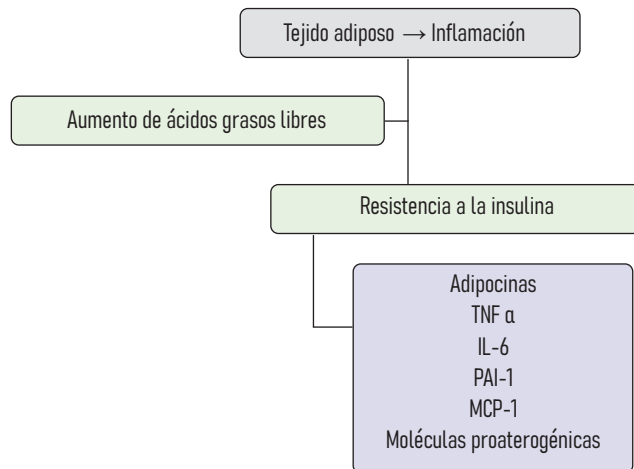 Tejido adiposo → Inflamación
Aumento de ácidos grasos libres
Resistencia a la insulina
Adipocinas
TNF α
IL-6
PAI-1
MCP-1
Moléculas proaterogénicas